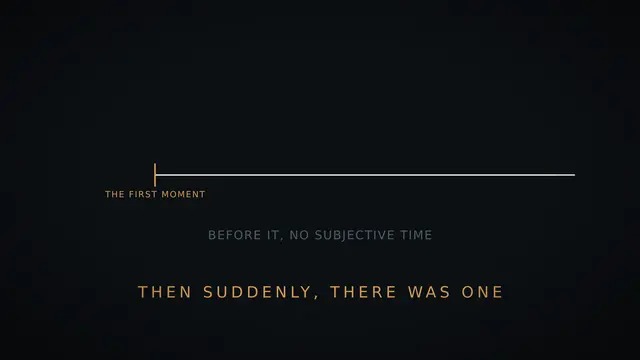 THE FIRST MOMENT
BEFORE IT, NO SUBJECTIVE TIME
THEN SUDDENLY, THERE WAS ONE